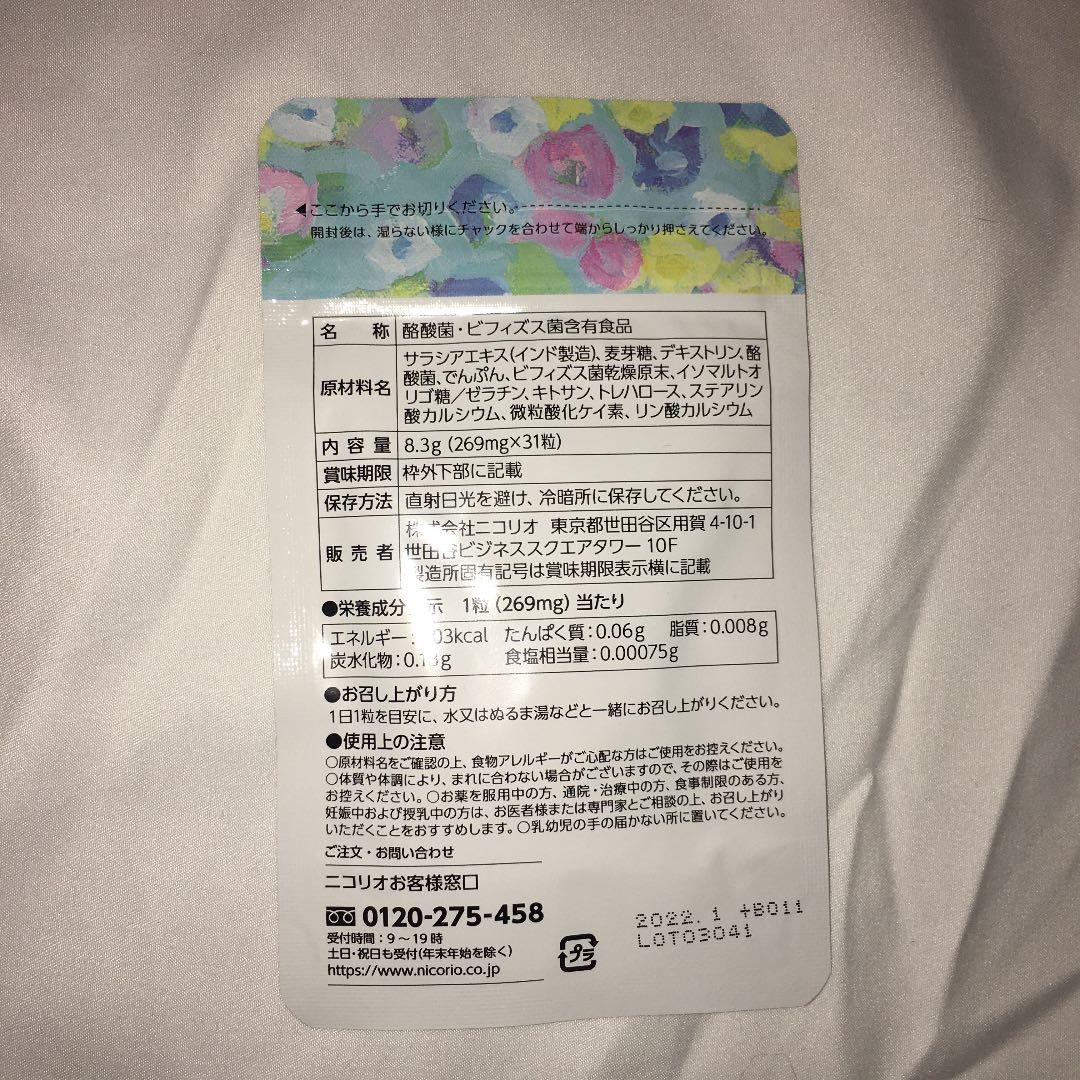 ◀ここから手でお切りください。
開封後は、湿らない様にチャックを合わせて端からしっかり押さえてください。
名称 酪酸菌・ビフィズス菌含有食品
原材料名 サラシアエキス(インド製造)、麦芽糖、デキストリン、酪
酸菌、でんぷん、ビフィズス菌乾燥原末、イソマルトオ
リゴ糖／ゼラチン、キトサン、トレハロース、ステアリン
酸カルシウム、微粒酸化ケイ素、リン酸カルシウム
内容量 8.3g (269mg×31粒)
賞味期限 枠外下部に記載
保存方法 直射日光を避け、冷暗所に保存してください。
販売者 株式会社ニコリオ 東京都世田谷区用賀4-10-1
世田谷ビジネススクエアタワー 10F
製造所固有記号は賞味期限表示横に記載
●栄養成分表示 1粒(269mg)当たり
エネルギー: 03kcal たんぱく質:0.06g 脂質:0.008g
炭水化物: 食塩相当量:0.00075g
●お召し上がり方
1日1粒を目安に、水又はぬるま湯などと一緒にお召し上がりください。
●使用上の注意
○原材料名をご確認の上、食物アレルギーがご心配な方はご使用をお控えください。
○体質や体調により、まれに合わない場合がございますので、その際はご使用を
お控えください。○お薬を服用中の方、通院・治療中の方、食事制限のある方、
妊娠中および授乳中の方は、お医者様または専門家とご相談の上、お召し上がり
いただくことをおすすめします。○乳幼児の手の届かない所に置いてください。
ご注文・お問い合わせ
ニコリオお客様窓口
0120-275-458
受付時間:9～19時
土日・祝日も受付(年末年始を除く)
https://www.nicorio.co.jp
プラ
2022.1 +B011
LOT03041